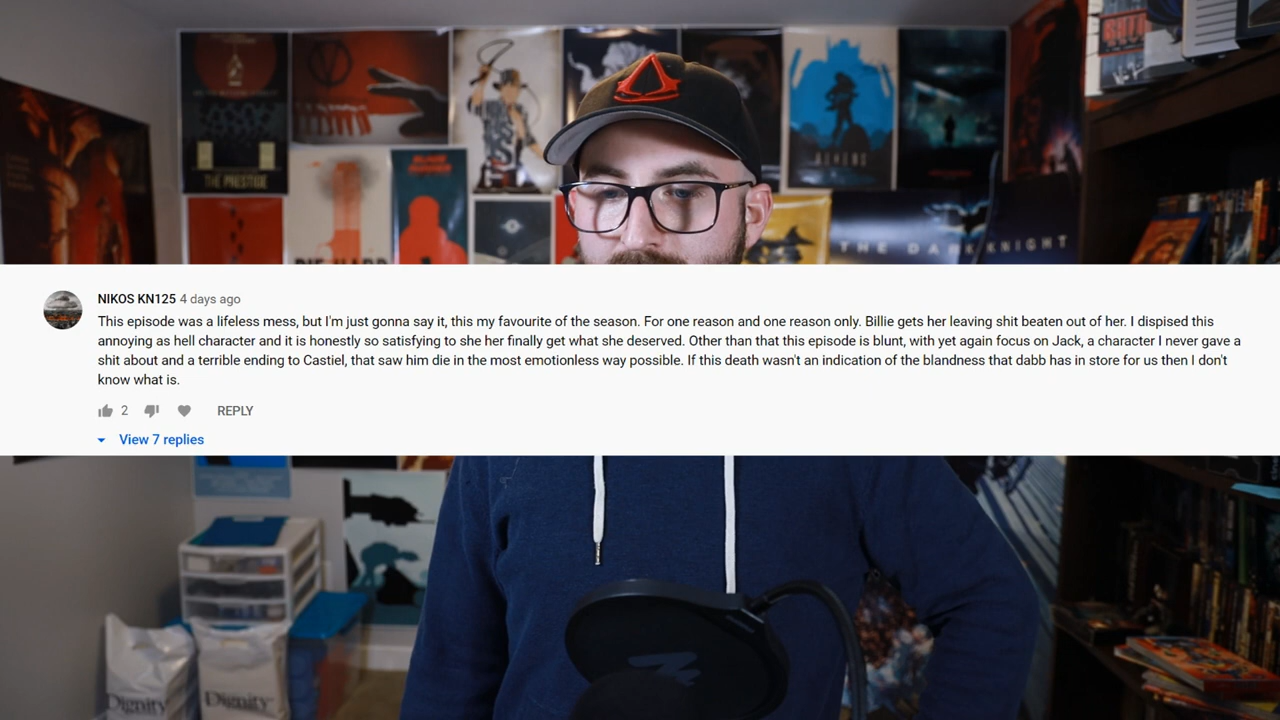 THE PRESTIGE
ALIENS
DIE HARD
THE DARK KNIGHT
NIKOS KN125 4 days ago
This episode was a lifeless mess, but I'm just gonna say it, this my favourite of the season. For one reason and one reason only. Billie gets her leaving shit beaten out of her. I dispised this
annoying as hell character and it is honestly so satisfying to she her finally get what she deserved. Other than that this episode is blunt, with yet again focus on Jack, a character I never gave a
shit about and a terrible ending to Castiel, that saw him die in the most emotionless way possible. If this death wasn't an indication of the blandness that dabb has in store for us then I don't
know what is.
2 REPLY
View 7 replies
Dignity
Dignity